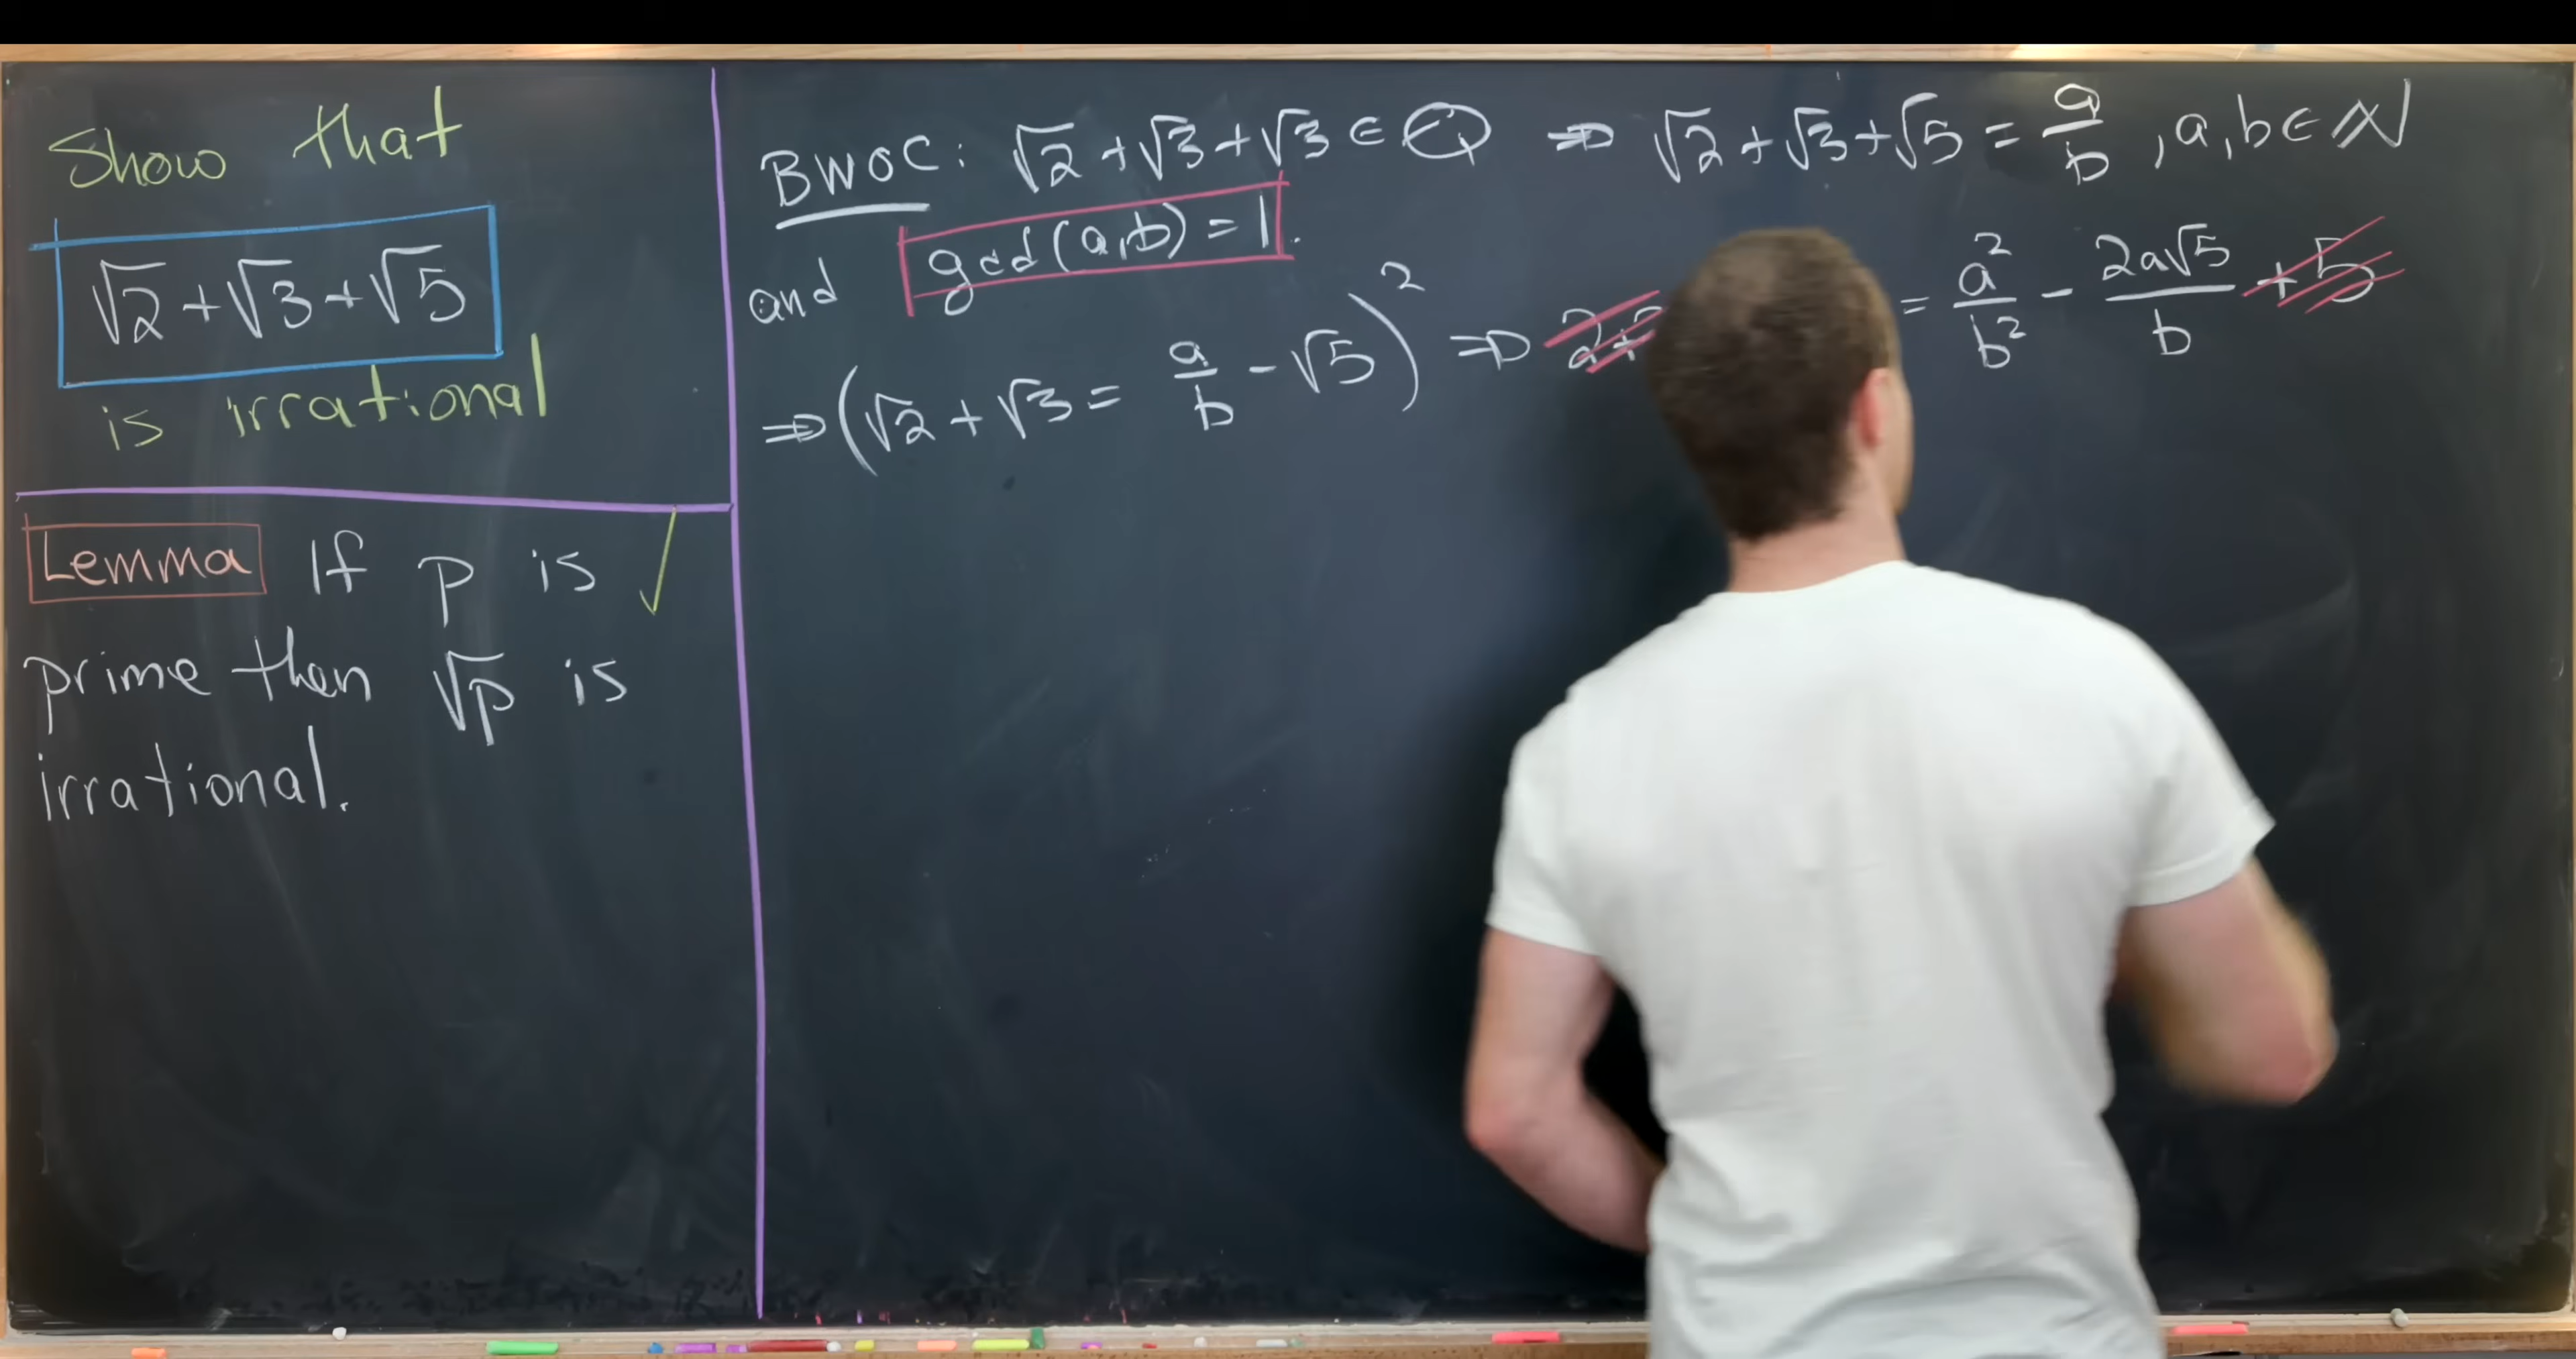 Show that
√2 + √3 + √5
is irrational
Lemma If p is ✓
prime then √p is
irrational.
BWOC: √2 + √3 + √3 ∈ ℚ ⇒ √2 + √3 + √5 = a/b , a, b ∈ ℕ
and gcd(a,b) = 1.
⇒ (√2 + √3 = a/b - √5)² ⇒ 2+ = a²/b² - 2a√5/b + 5